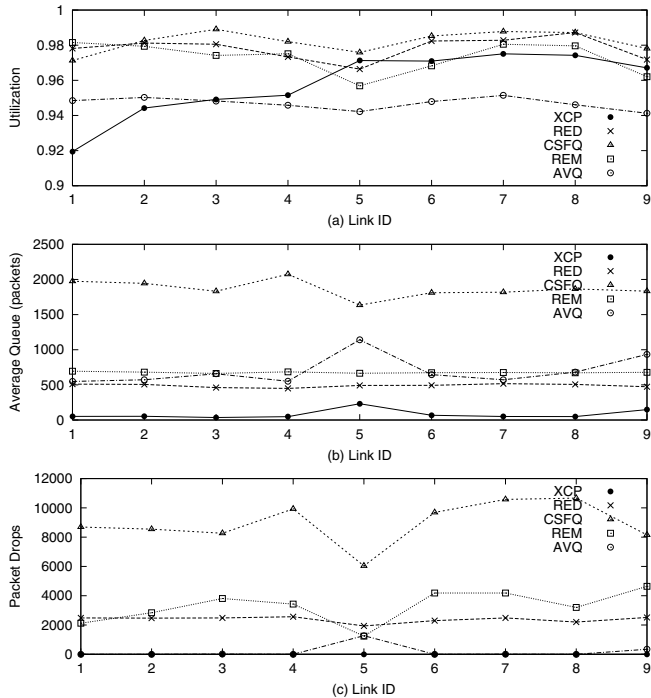 1
0.98
0.96
0.94
0.92
0.9
Utilization
XCP
RED
CSFQ
REM
AVQ
1 2 3 4 5 6 7 8 9
(a) Link ID
2500
2000
1500
1000
500
0
Average Queue (packets)
XCP
RED
CSFQ
REM
AVQ
1 2 3 4 5 6 7 8 9
(b) Link ID
12000
10000
8000
6000
4000
2000
0
Packet Drops
XCP
RED
CSFQ
REM
AVQ
1 2 3 4 5 6 7 8 9
(c) Link ID